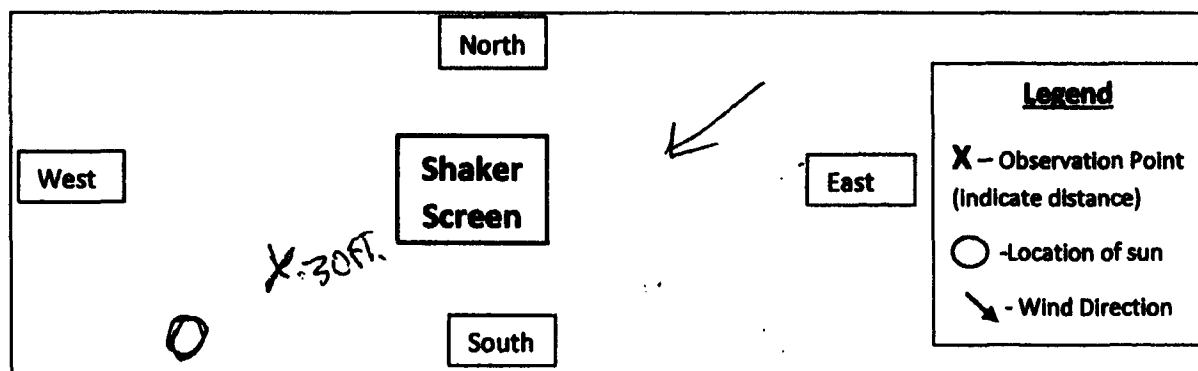 North
West
Shaker
Screen
East
X-30FT.
South
Legend
X – Observation Point
(indicate distance)
-Location of sun
- Wind Direction